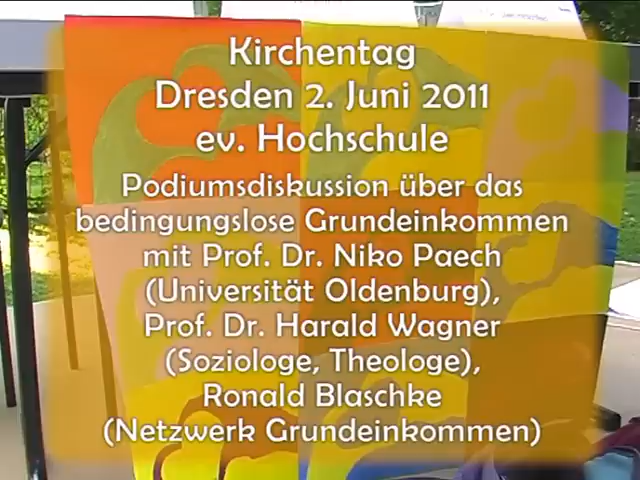 Kirchentag
Dresden 2. Juni 2011
ev. Hochschule
Podiumsdiskussion über das
bedingungslose Grundeinkommen
mit Prof. Dr. Niko Paech
(Universität Oldenburg),
Prof. Dr. Harald Wagner
(Soziologe, Theologe),
Ronald Blaschke
(Netzwerk Grundeinkommen)